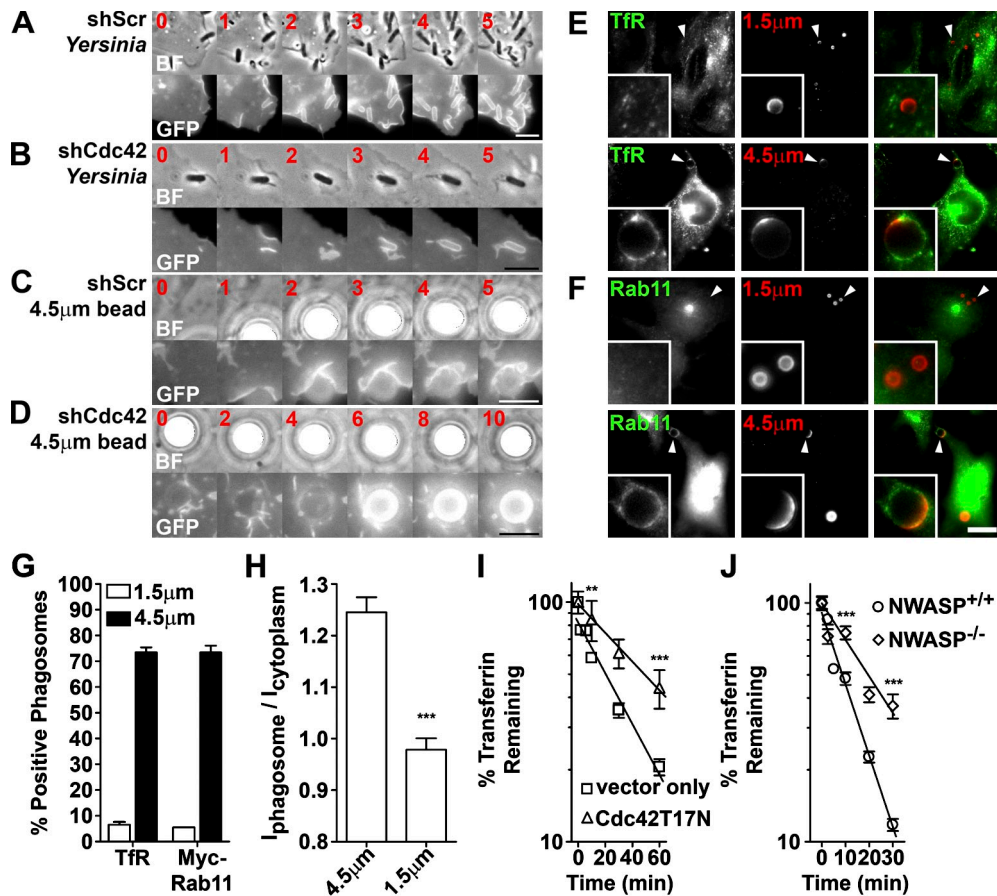 A shScr Yersinia
0 1 2 3 4 5
BF
GFP
B shCdc42 Yersinia
0 1 2 3 4 5
BF
GFP
C shScr 4.5μm bead
0 1 2 3 4 5
BF
GFP
D shCdc42 4.5μm bead
0 2 4 6 8 10
BF
GFP
E TfR 1.5μm
TfR 4.5μm
F Rab11 1.5μm
Rab11 4.5μm
G
% Positive Phagosomes
100
90
80
70
60
50
40
30
20
10
0
1.5μm
4.5μm
TfR Myc-Rab11
H
Iphagosome / Icytoplasm
1.3
1.2
1.1
1.0
0.9
0.8
***
4.5μm 1.5μm
I
% Transferrin Remaining
100
10
**
***
vector only
Cdc42T17N
0 20 40 60
Time (min)
J
% Transferrin Remaining
100
10
***
***
NWASP+/+
NWASP-/-
0 10 20 30
Time (min)